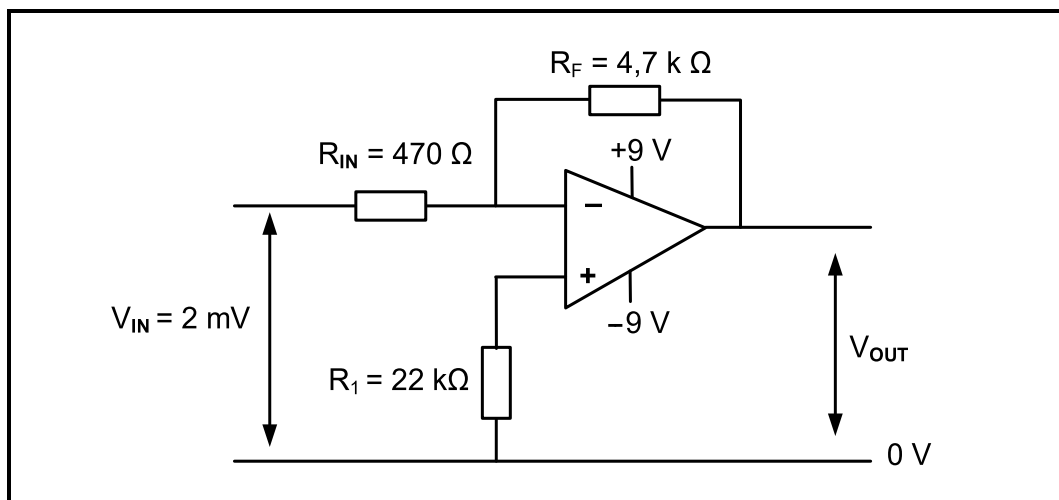 R_F = 4,7 k Ω
R_IN = 470 Ω
+9 V
−
+
V_IN = 2 mV
−9 V
V_OUT
R_1 = 22 kΩ
0 V